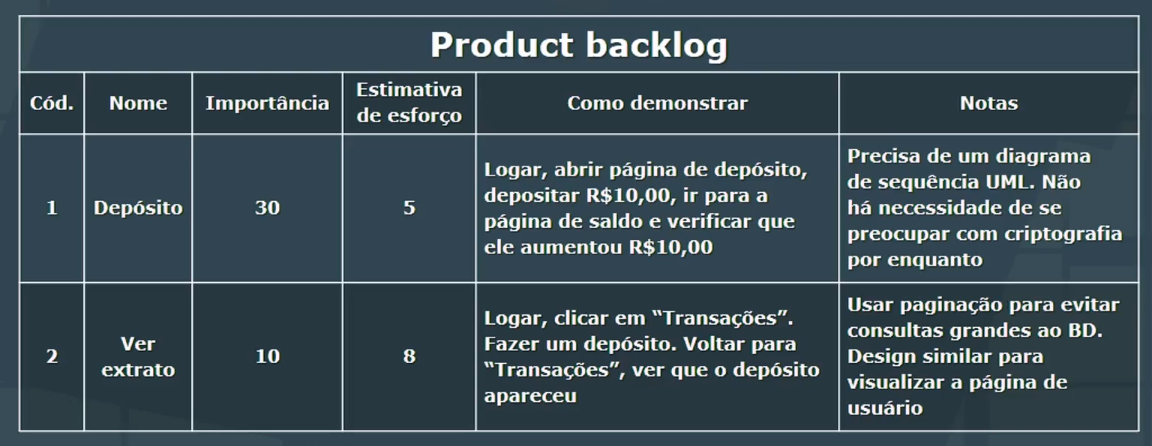 Product backlog
Cód.
Nome
Importância
Estimativa
de esforço
Como demonstrar
Notas
1
Depósito
30
5
Logar, abrir página de depósito,
depositar R$10,00, ir para a
página de saldo e verificar que
ele aumentou R$10,00
Precisa de um diagrama
de sequência UML. Não
há necessidade de se
preocupar com criptografia
por enquanto
2
Ver
extrato
10
8
Logar, clicar em “Transações”.
Fazer um depósito. Voltar para
“Transações”, ver que o depósito
apareceu
Usar paginação para evitar
consultas grandes ao BD.
Design similar para
visualizar a página de
usuário